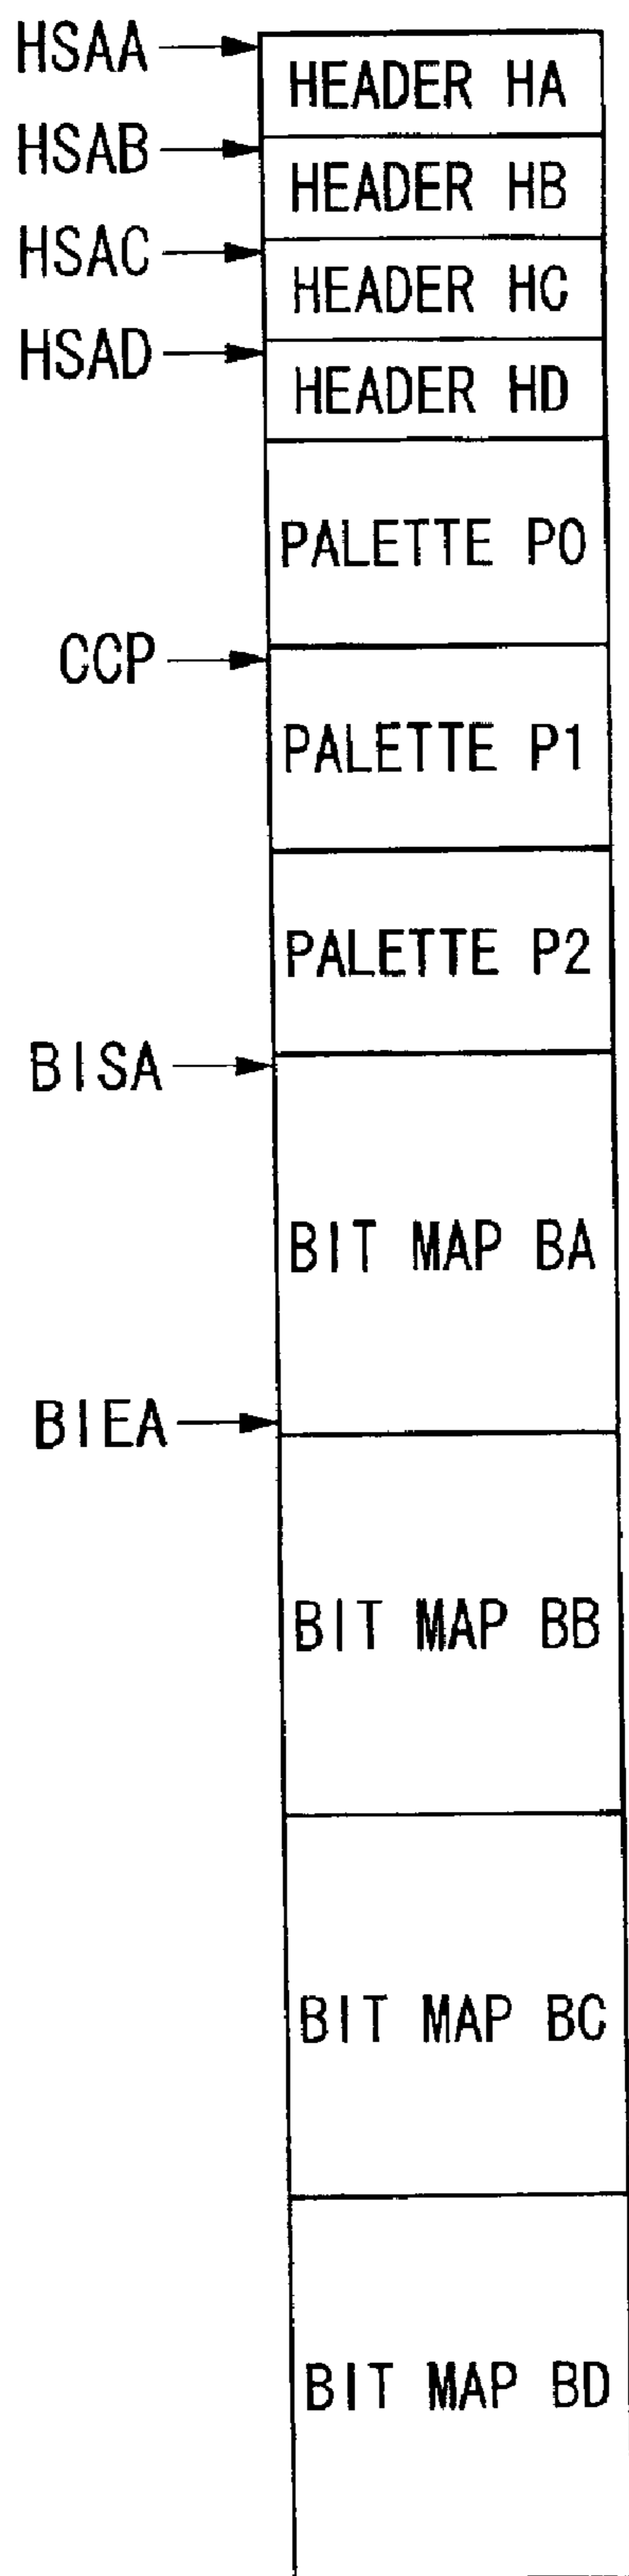 HSAA
HEADER HA
HSAB
HEADER HB
HSAC
HEADER HC
HSAD
HEADER HD
PALETTE P0
CCP
PALETTE P1
PALETTE P2
BISA
BIT MAP BA
BIEA
BIT MAP BB
BIT MAP BC
BIT MAP BD